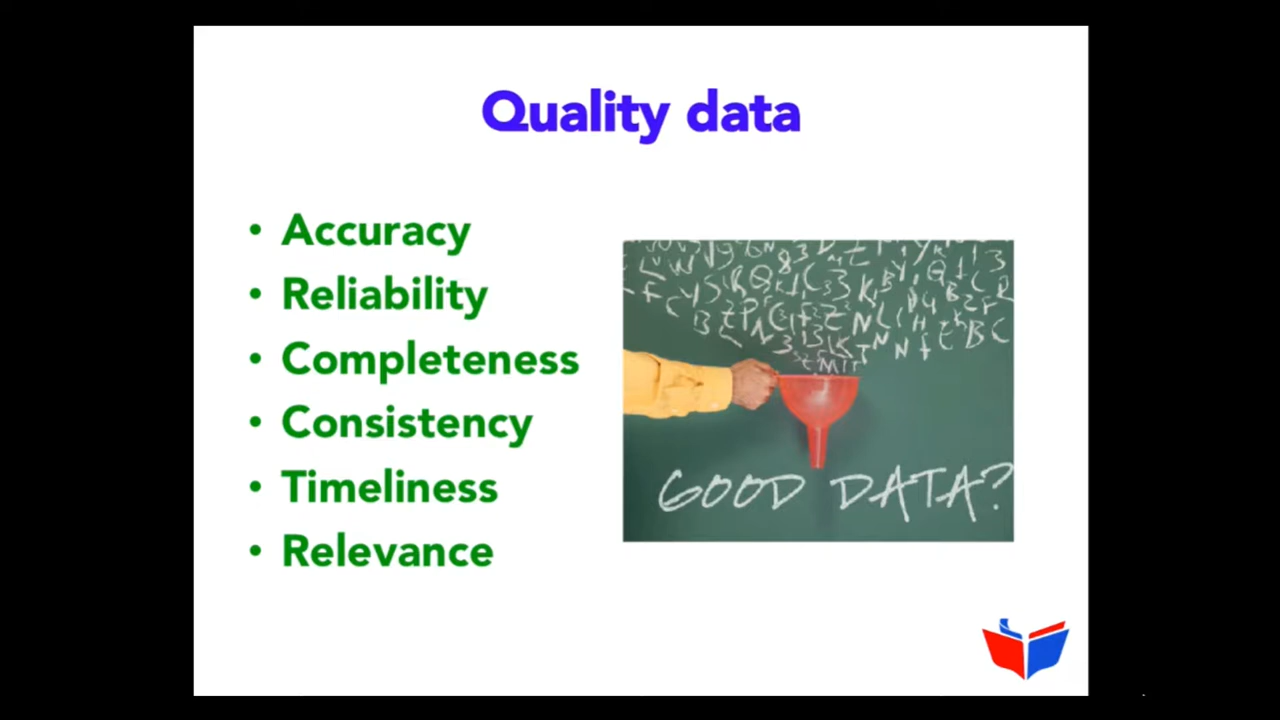 Quality data
• Accuracy
• Reliability
• Completeness
• Consistency
• Timeliness
• Relevance
GOOD DATA?